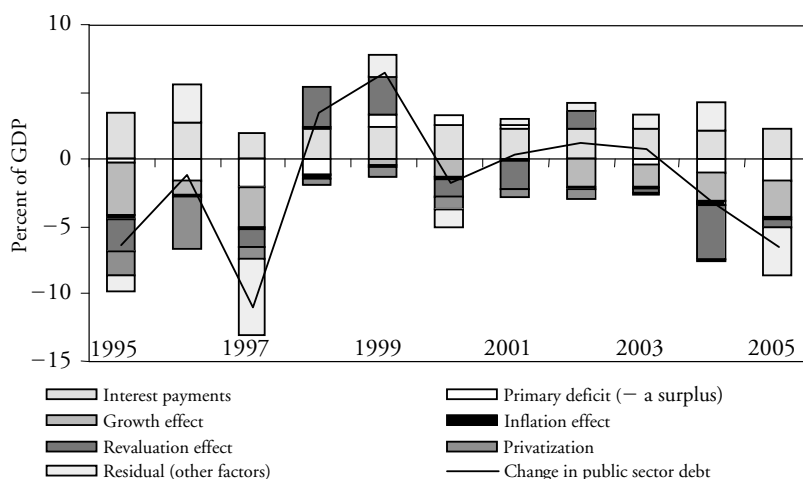 10
Percent of GDP
0
−5
−10
−15
1995
1997
1999
2001
2003
2005
Interest payments
Primary deficit (− a surplus)
Growth effect
Inflation effect
Revaluation effect
Privatization
Residual (other factors)
Change in public sector debt